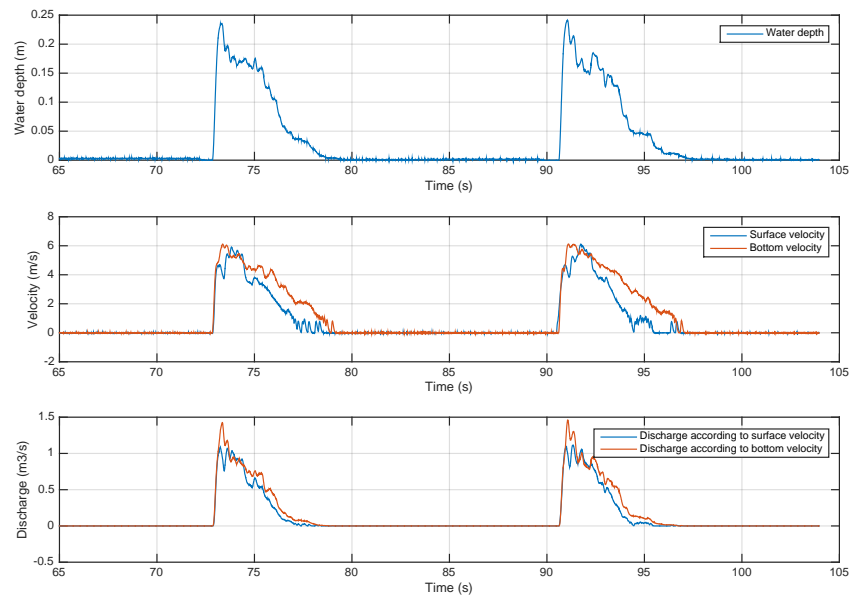 0.25
0.2
0.15
0.1
0.05
0
Water depth (m)
Water depth
65 70 75 80 85 90 95 100 105
Time (s)
8
6
4
2
0
-2
Velocity (m/s)
Surface velocity
Bottom velocity
65 70 75 80 85 90 95 100 105
Time (s)
1.5
1
0.5
0
-0.5
Discharge (m3/s)
Discharge according to surface velocity
Discharge according to bottom velocity
65 70 75 80 85 90 95 100 105
Time (s)